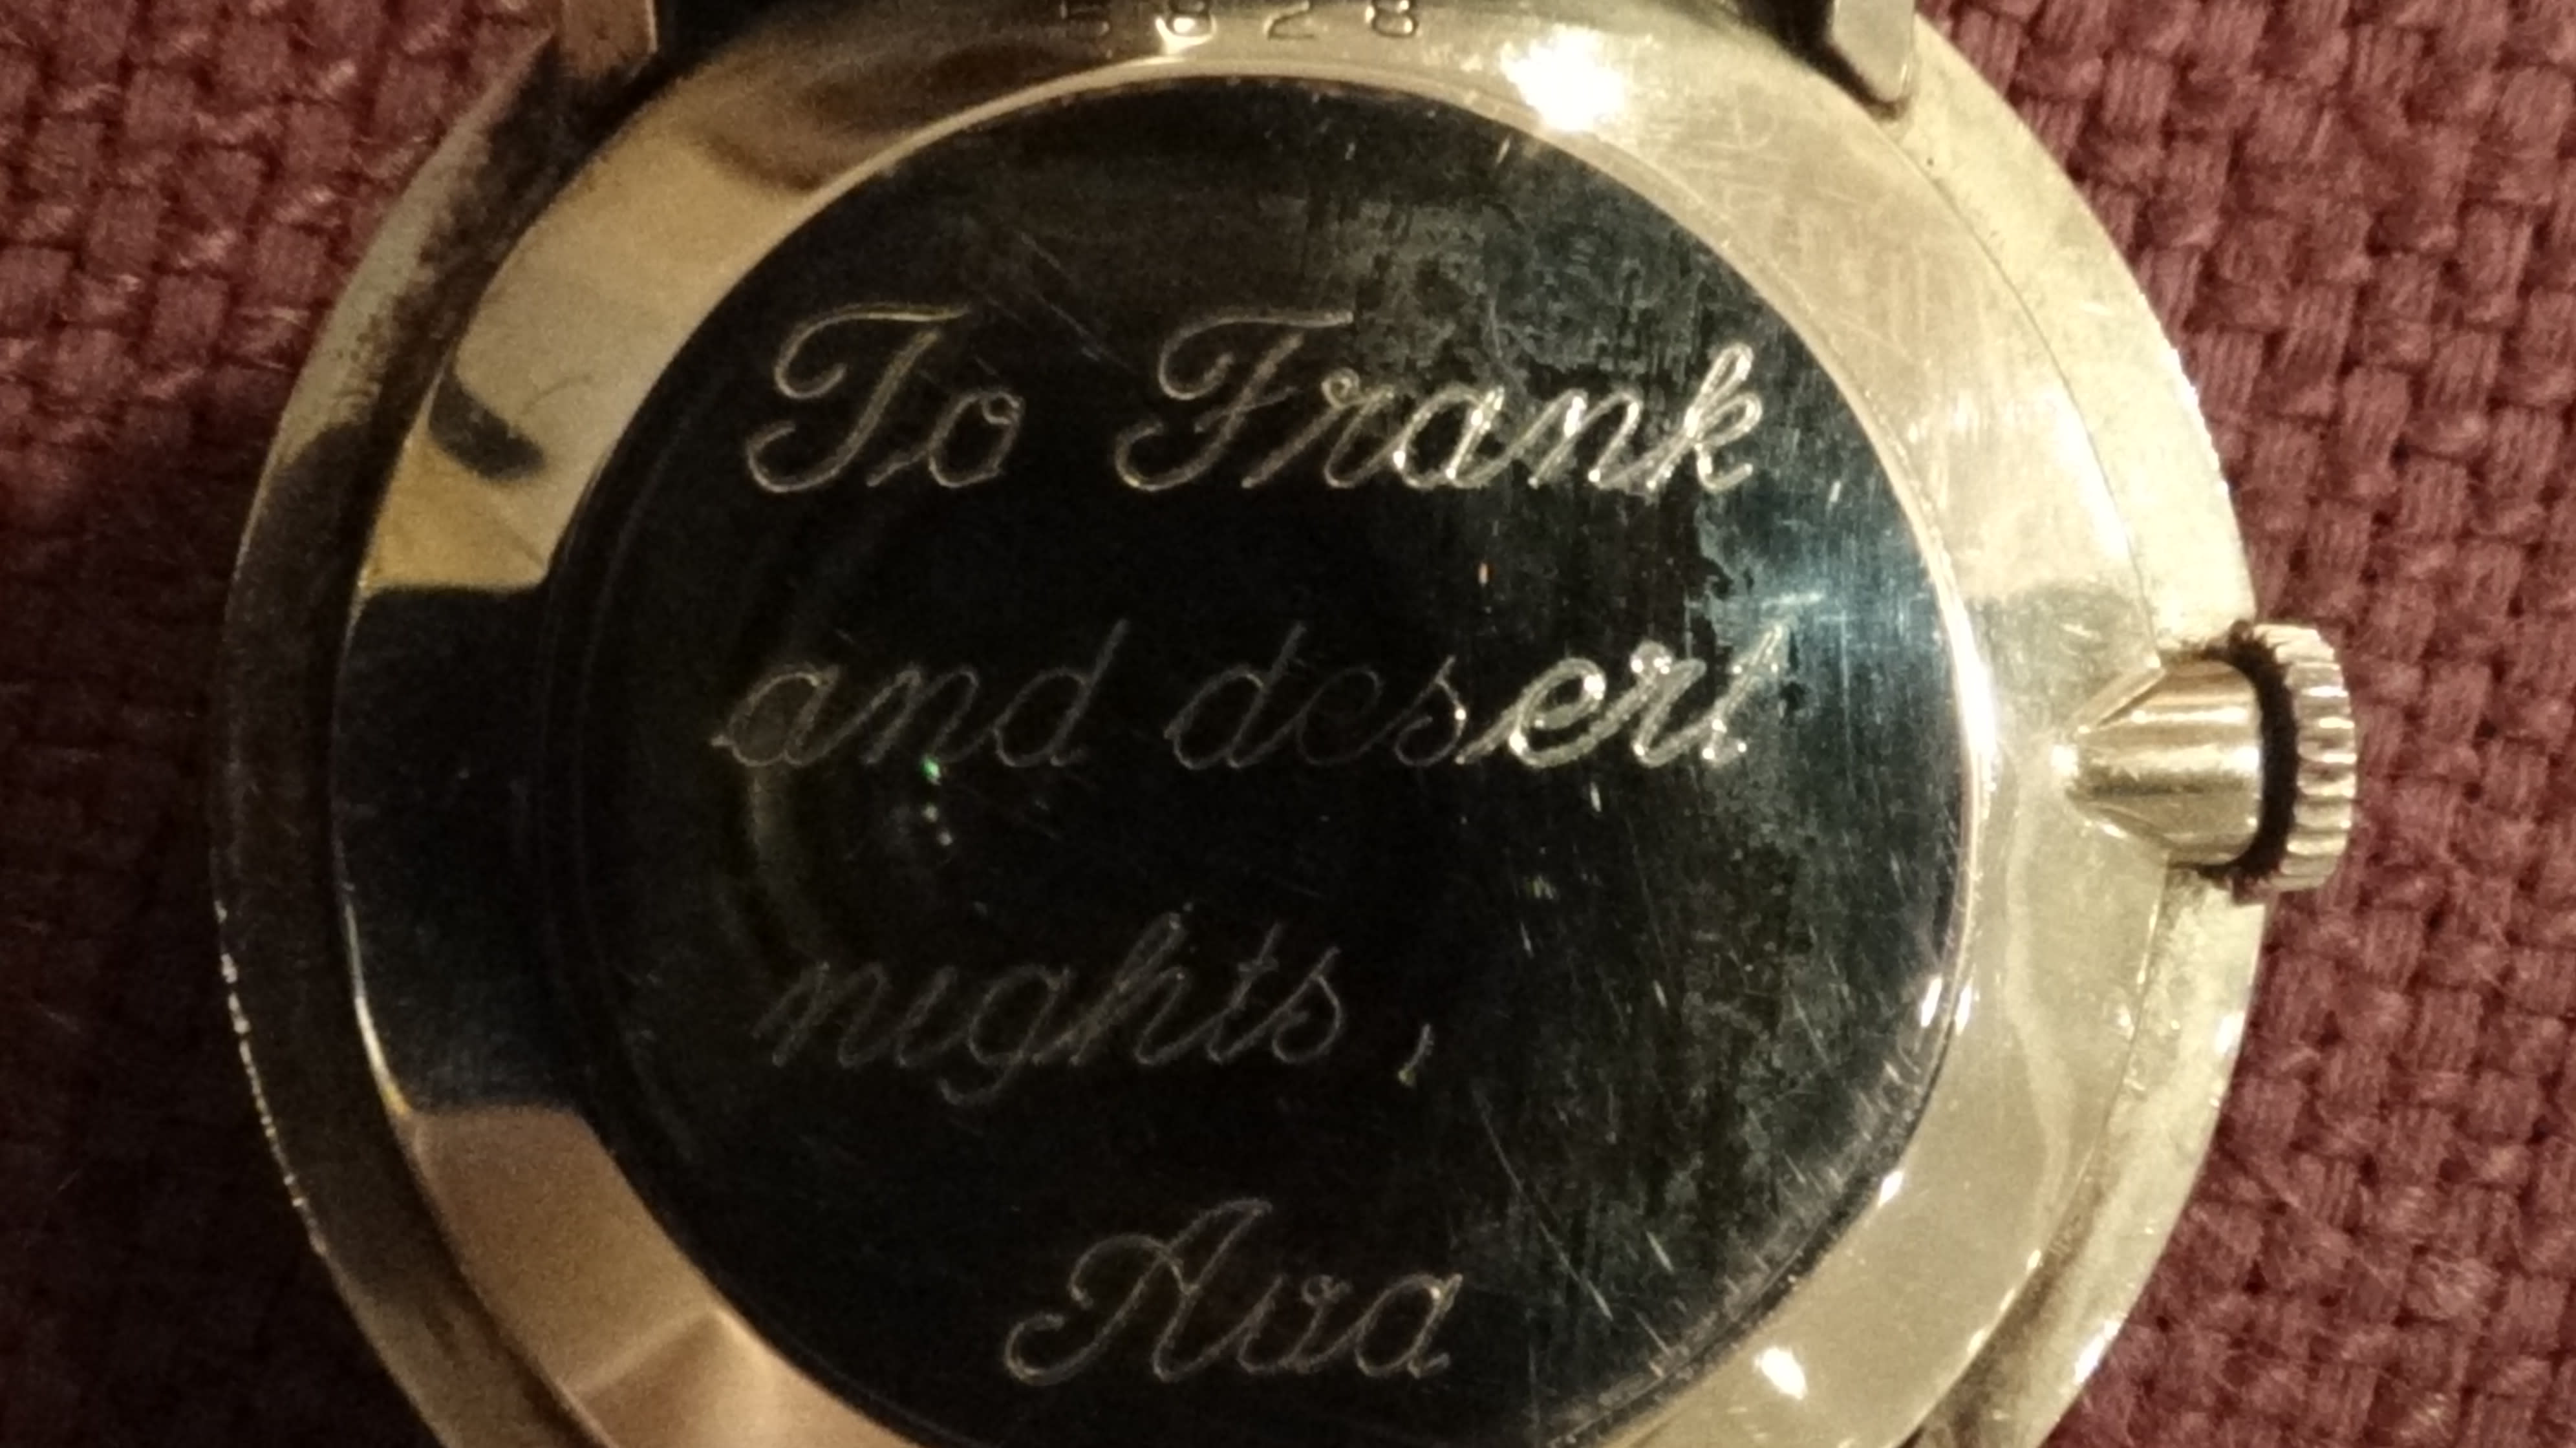 To Frank
and desert
nights,
Ava